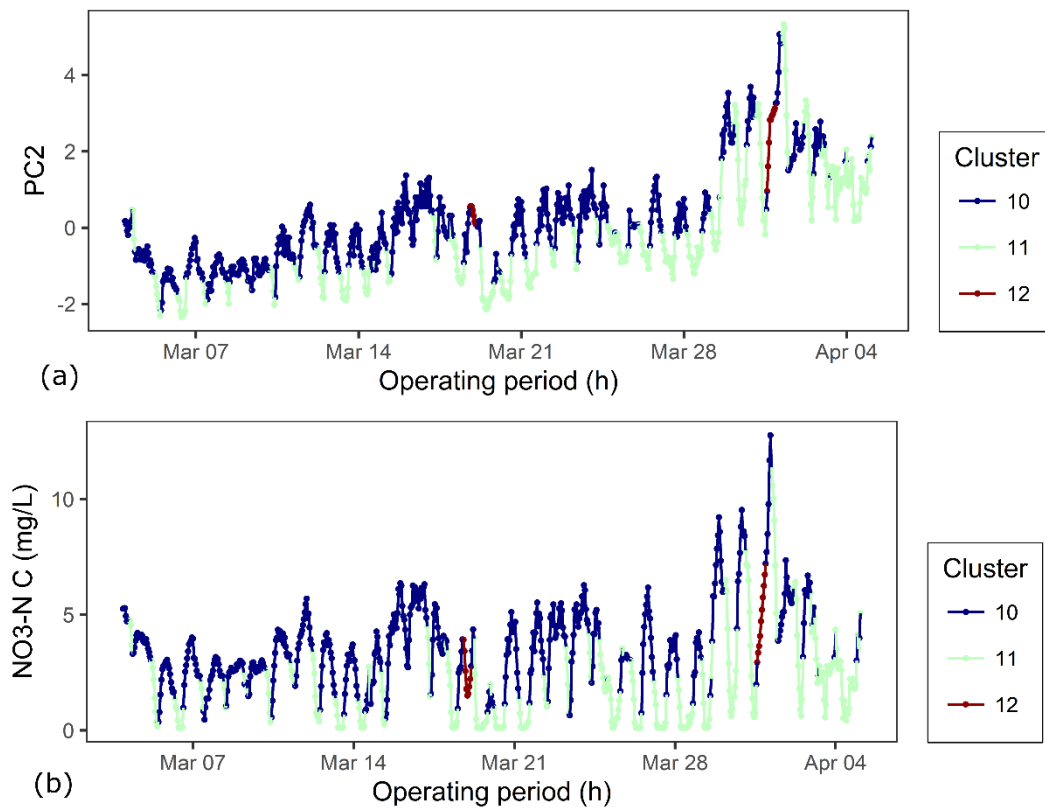 PC2
4
2
0
-2
Mar 07 Mar 14 Mar 21 Mar 28 Apr 04
Operating period (h)
(a)
Cluster
10
11
12
NO3-N C (mg/L)
10
5
0
Mar 07 Mar 14 Mar 21 Mar 28 Apr 04
Operating period (h)
(b)
Cluster
10
11
12